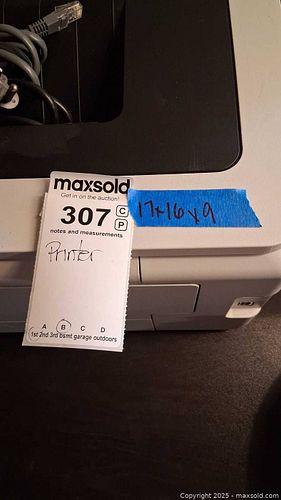 maxsold
Get in on the auction!
307 C
P
notes and measurements
Printer
A B C D
1st 2nd 3rd bsmt garage outdoors
17x16x9
Copyright 2025 - maxsold.com